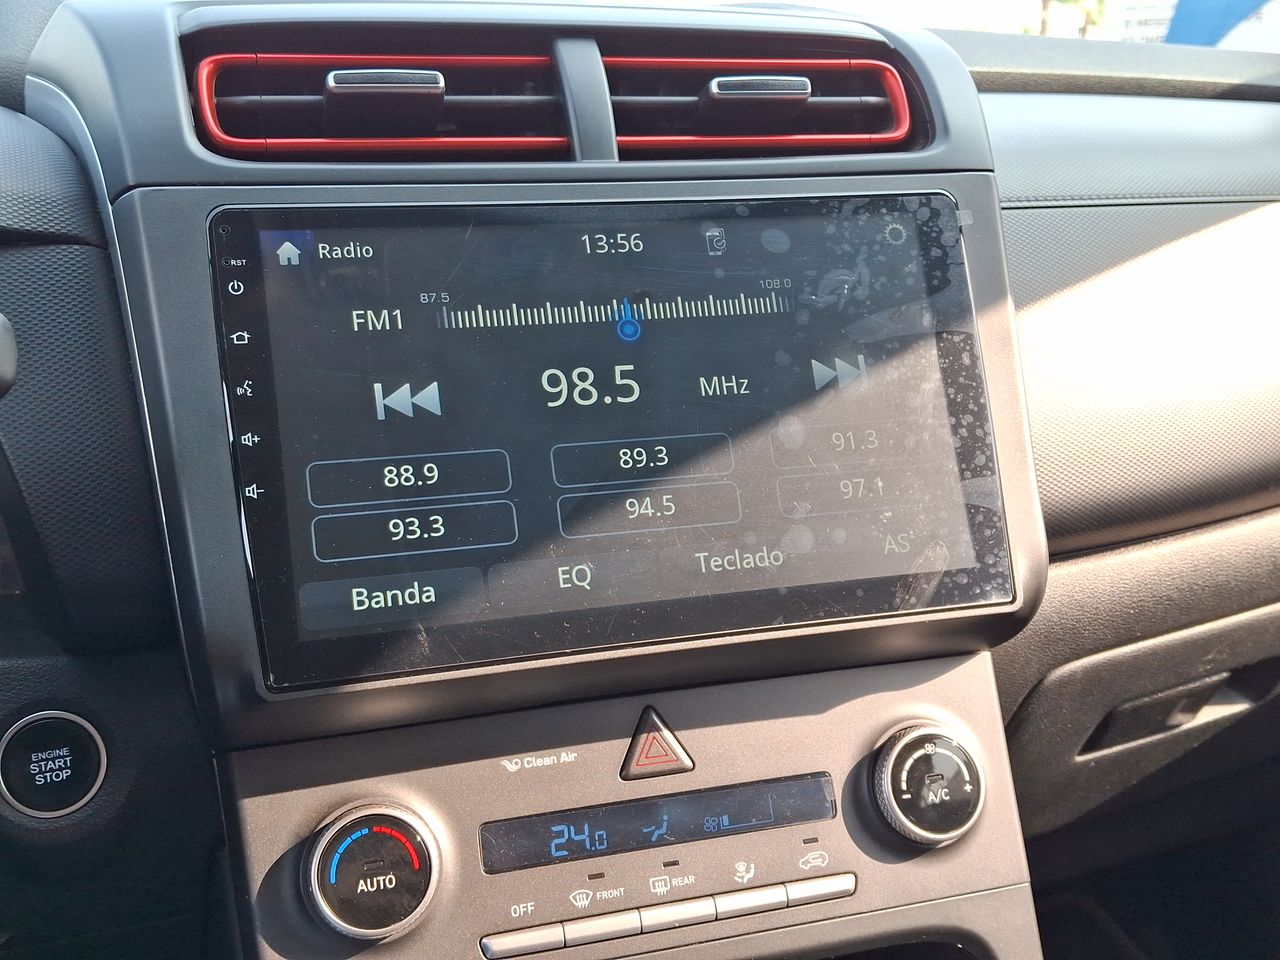 Radio
13:56
RST
FM1
87.5
108.0
98.5
MHz
88.9
89.3
91.3
93.3
94.5
97.1
Banda
EQ
Teclado
AS
ENGINE
START
STOP
Clean Air
24.0
A/C
AUTO
OFF
FRONT
REAR